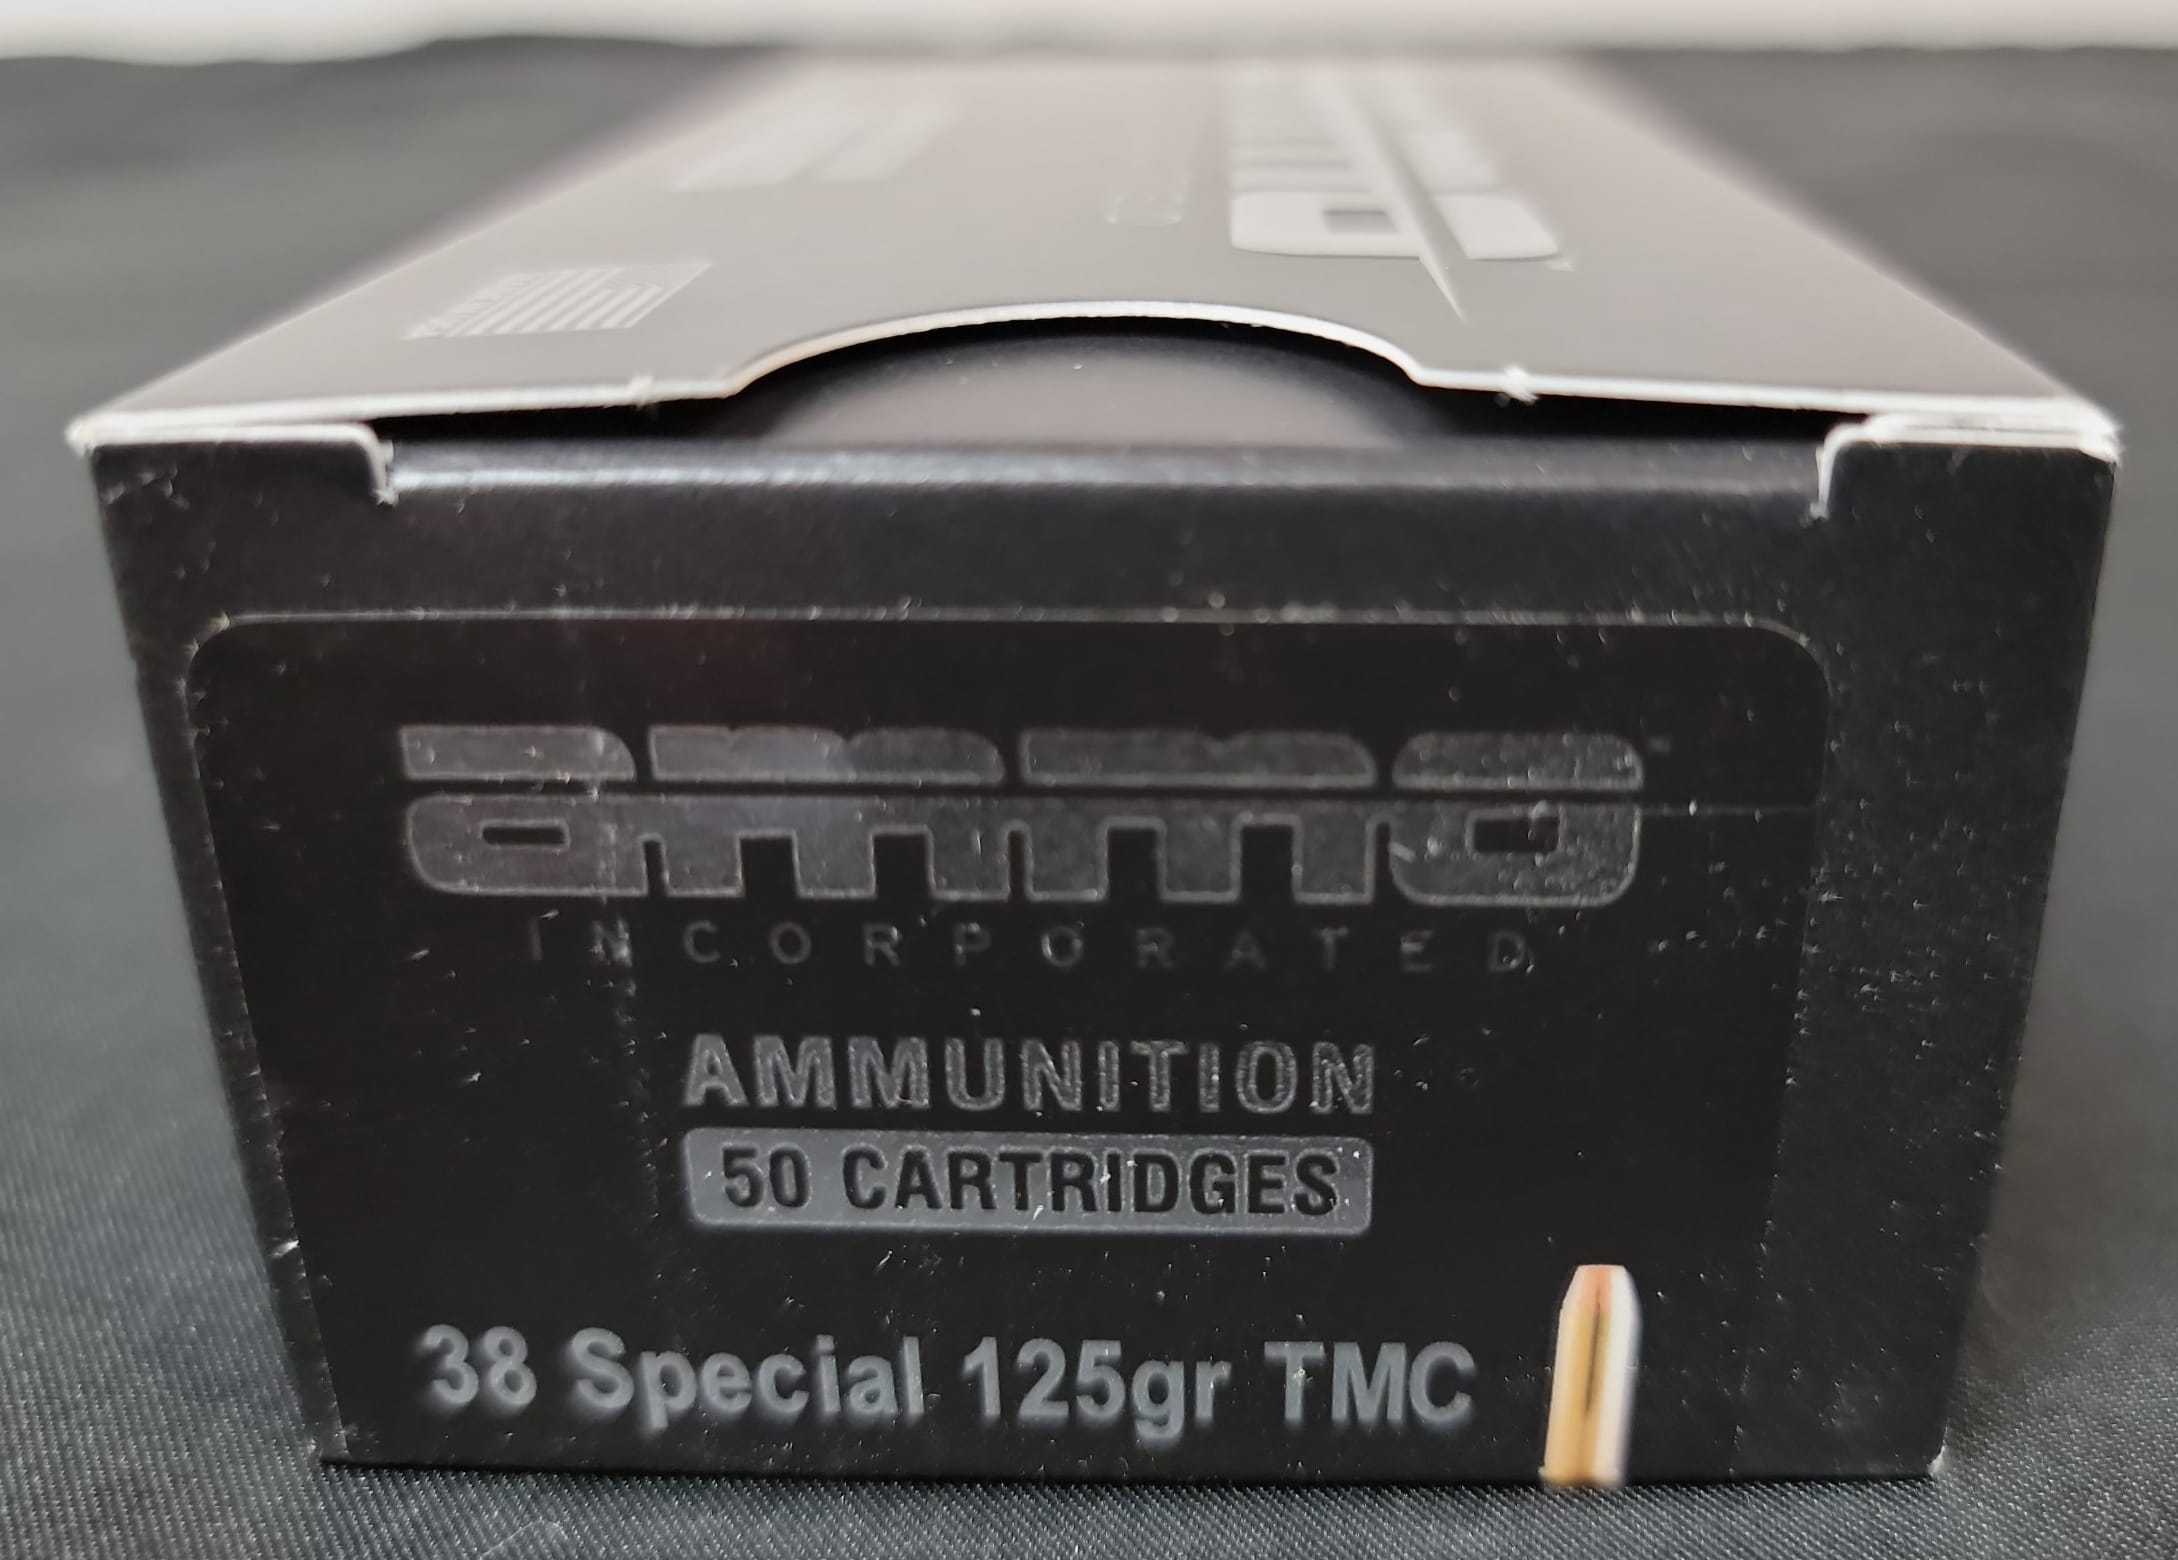 ammo
INCORPORATED
AMMUNITION
50 CARTRIDGES
38 Special 125gr TMC